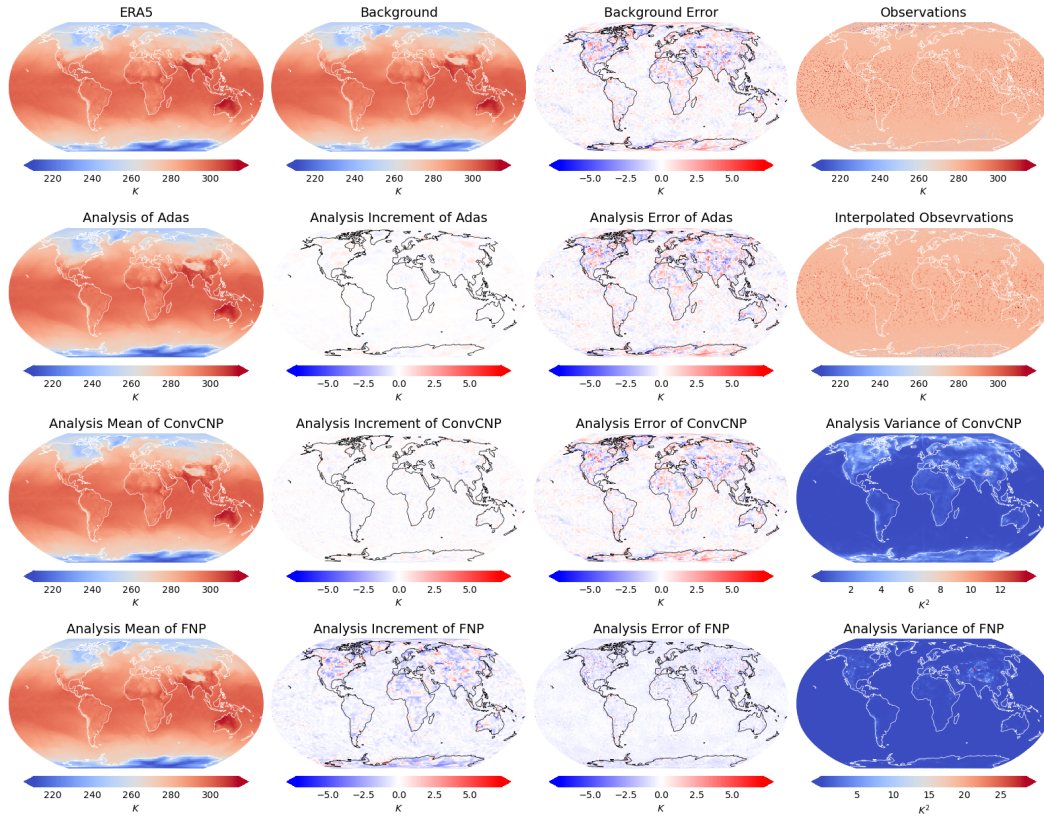 ERA5 Background Background Error Observations
220 240 260 280 300 220 240 260 280 300 −5.0 −2.5 0.0 2.5 5.0 220 240 260 280 300
K K K K
Analysis of Adas Analysis Increment of Adas Analysis Error of Adas Interpolated Obsevrvations
220 240 260 280 300 −5.0 −2.5 0.0 2.5 5.0 −5.0 −2.5 0.0 2.5 5.0 220 240 260 280 300
K K K K
Analysis Mean of ConvCNP Analysis Increment of ConvCNP Analysis Error of ConvCNP Analysis Variance of ConvCNP
220 240 260 280 300 −5.0 −2.5 0.0 2.5 5.0 −5.0 −2.5 0.0 2.5 5.0 2 4 6 8 10 12
K K K K²
Analysis Mean of FNP Analysis Increment of FNP Analysis Error of FNP Analysis Variance of FNP
220 240 260 280 300 −5.0 −2.5 0.0 2.5 5.0 −5.0 −2.5 0.0 2.5 5.0 5 10 15 20 25
K K K K²